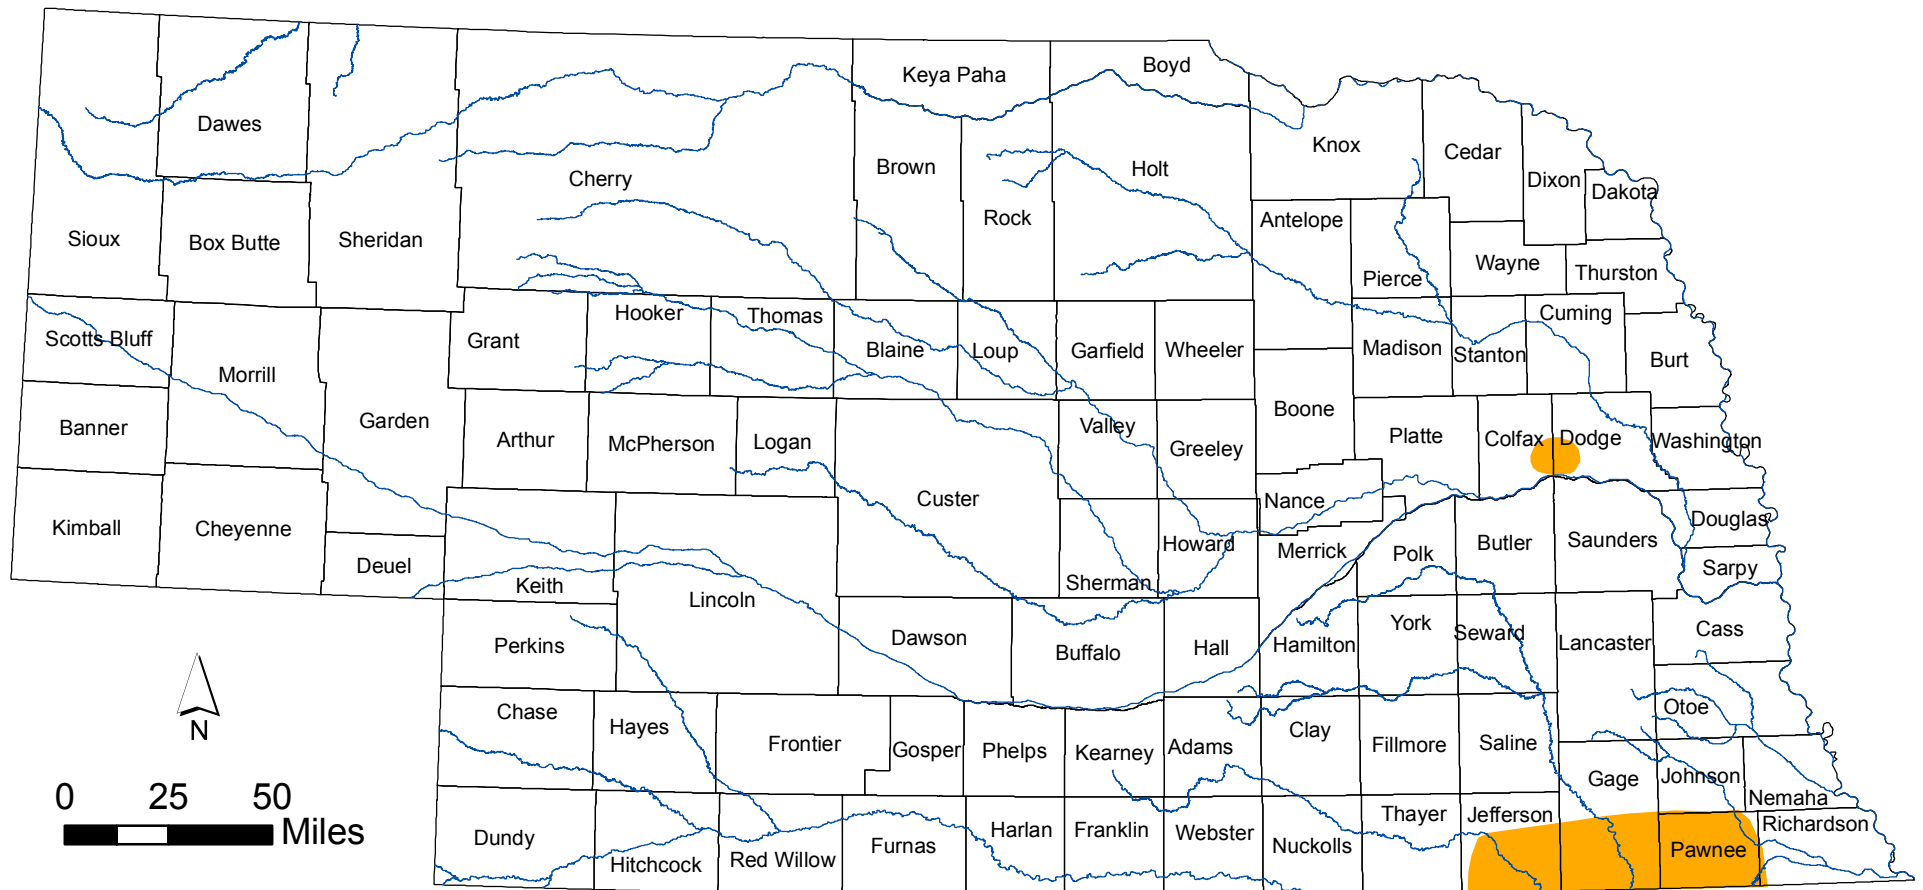 Keya Paha
Boyd
Dawes
Knox
Cedar
Brown
Holt
Cherry
Dixon
Dakota
Rock
Antelope
Sioux
Box Butte
Sheridan
Pierce
Wayne
Thurston
Hooker
Thomas
Cuming
Scotts Bluff
Grant
Blaine
Loup
Garfield
Wheeler
Madison
Stanton
Burt
Morrill
Boone
Garden
Banner
Arthur
McPherson
Logan
Valley
Greeley
Platte
Colfax
Dodge
Washington
Custer
Nance
Kimball
Cheyenne
Douglas
Howard
Merrick
Polk
Butler
Saunders
Deuel
Keith
Sherman
Sarpy
Lincoln
Perkins
Dawson
Buffalo
Hall
Hamilton
York
Seward
Lancaster
Cass
Chase
Hayes
Otoe
N
Frontier
Gosper
Phelps
Kearney
Adams
Clay
Fillmore
Saline
Gage
Johnson
Nemaha
0 25 50
Miles
Dundy
Hitchcock
Red Willow
Furnas
Harlan
Franklin
Webster
Nuckolls
Thayer
Jefferson
Pawnee
Richardson